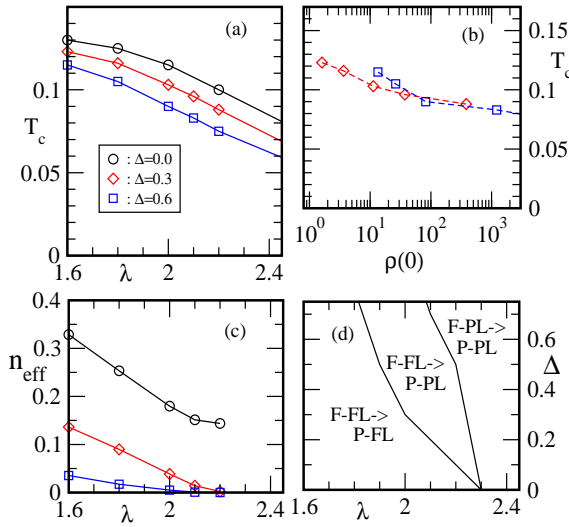 (a)
0.1
T_c
0.05
0
: Δ=0.0
: Δ=0.3
: Δ=0.6
1.6 λ 2 2.4
(b)
0.15
T_c
0.1
0.05
0
10^0 10^1 10^2 10^3
ρ(0)
(c)
0.4
0.3
n_eff
0.2
0.1
0
1.6 λ 2 2.4
(d)
F-PL->
P-PL
F-FL->
P-PL
F-FL->
P-FL
Δ
0.6
0.4
0.2
0
1.6 λ 2 2.4